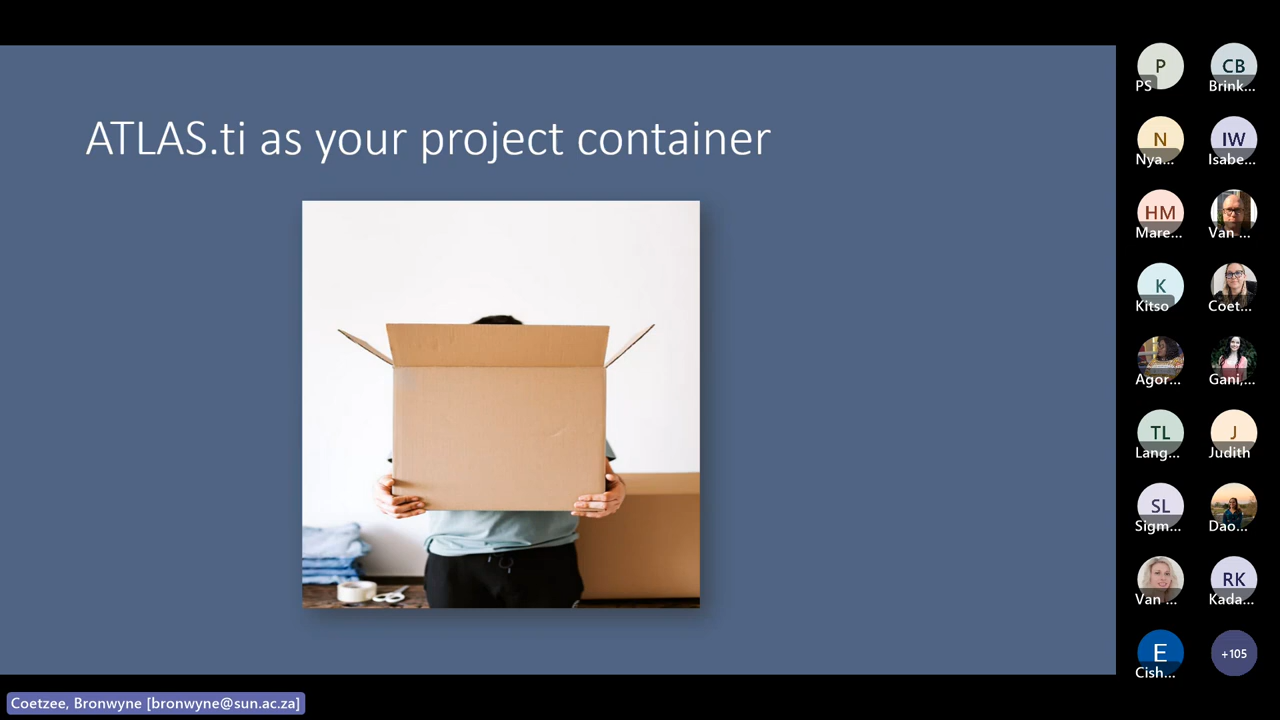 ATLAS.ti as your project container
P
PS
CB
Brink...
N
Nya...
IW
Isabe...
HM
Mare...
Van ...
K
Kitso
Coet...
Agor...
Gani,...
TL
Lang...
J
Judith
SL
Sigm...
Dao...
Van ...
RK
Kada...
E
Cish...
+105
Coetzee, Bronwyne [bronwyne@sun.ac.za]